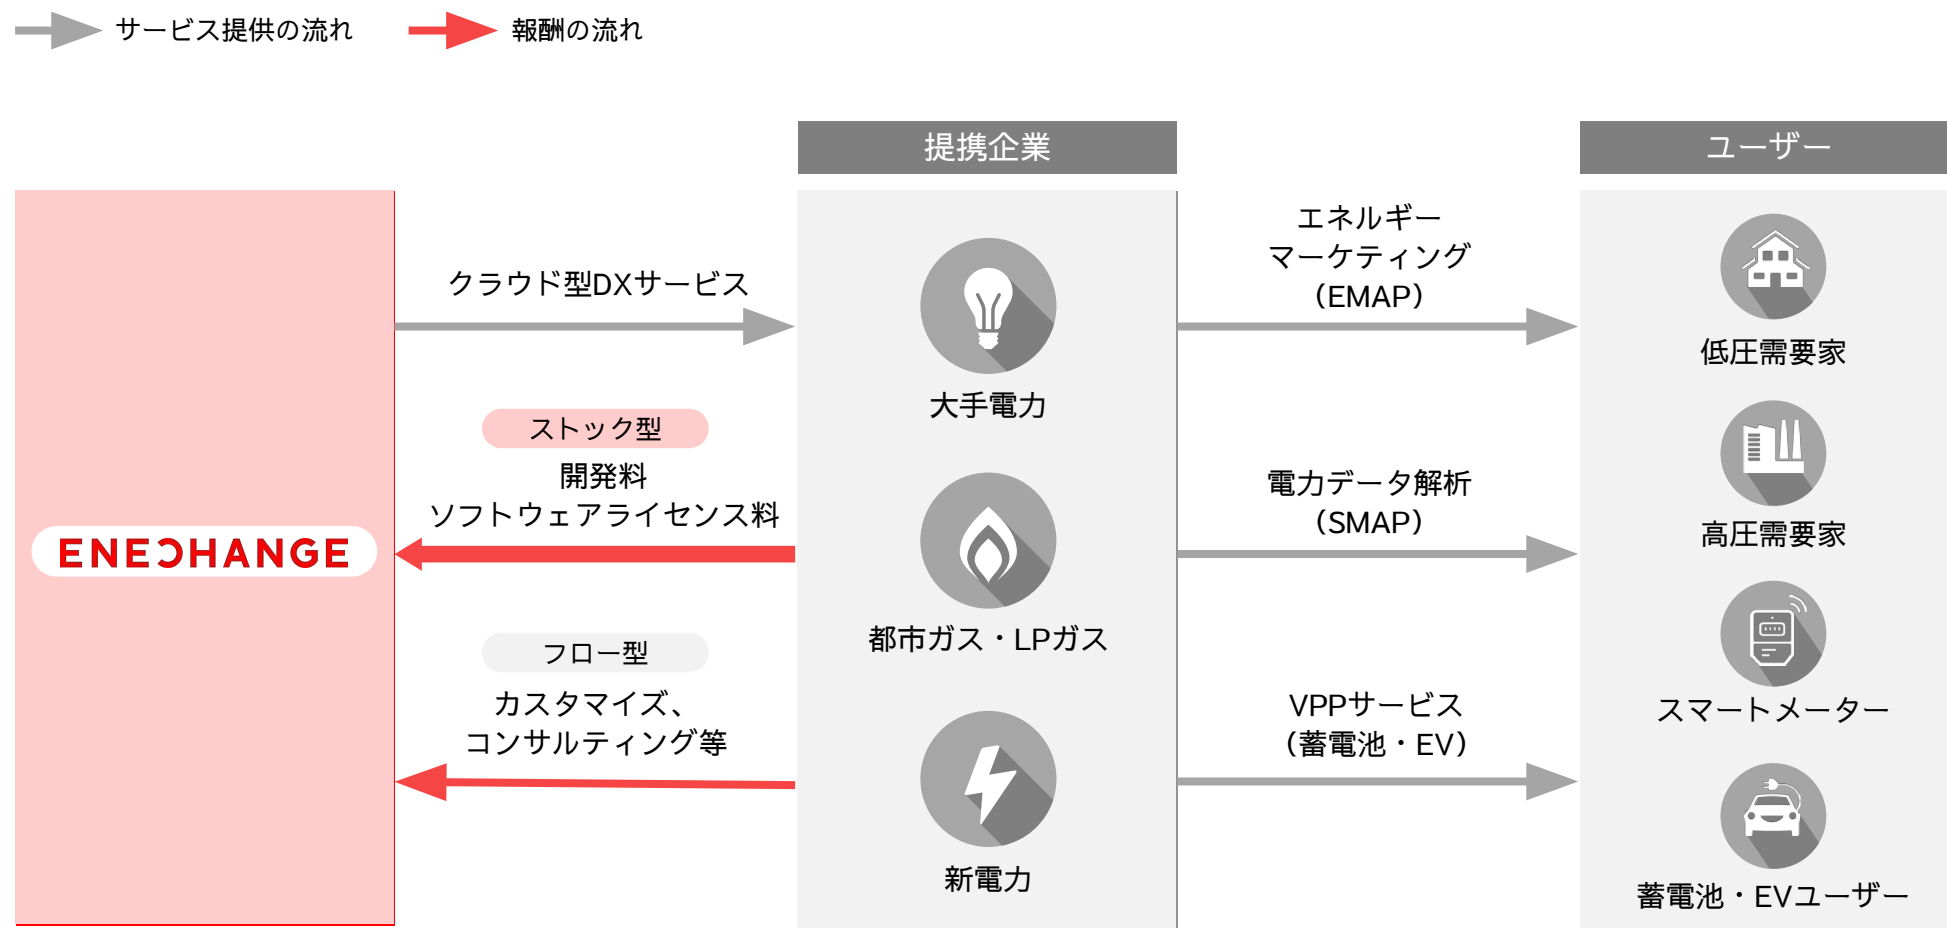 サービス提供の流れ
報酬の流れ
提携企業
ユーザー
ENECHANGE
クラウド型DXサービス
ストック型
開発料
ソフトウェアライセンス料
フロー型
カスタマイズ、
コンサルティング等
大手電力
都市ガス・LPガス
新電力
エネルギー
マーケティング
（EMAP）
電力データ解析
（SMAP）
VPPサービス
（蓄電池・EV）
低圧需要家
高圧需要家
スマートメーター
蓄電池・EVユーザー